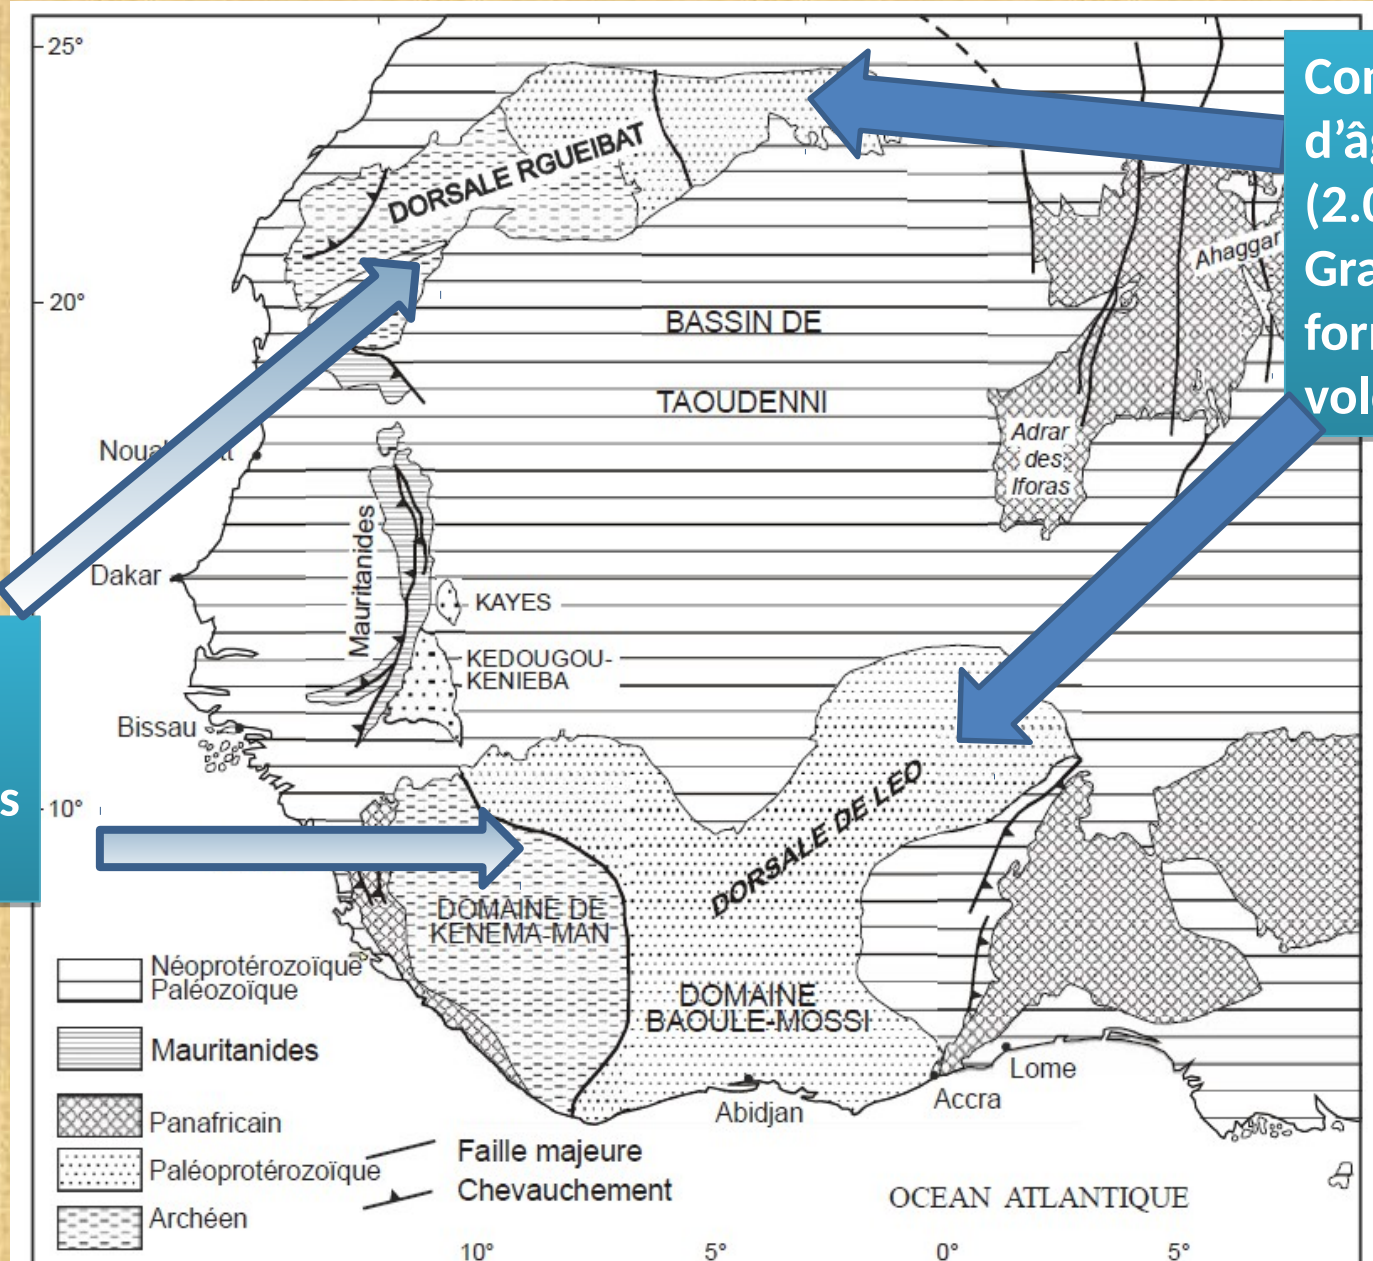 25°
DORSALE RGUEIBAT
Ahaggar
20°
BASSIN DE
TAOUDENNI
Adrar
des
Iforas
Mauritanides
Dakar
KAYES
KEDOUGOU-
KENIEBA
Bissau
10°
s
DORSALE DE LEO
DOMAINE DE
KENEMA-MAN
DOMAINE
BAOULE-MOSSI
Lome
Accra
Abidjan
Néoprotérozoïque
Paléozoïque
Mauritanides
Panafricain
Paléoprotérozoïque
Archéen
Faille majeure
Chevauchement
OCEAN ATLANTIQUE
10° 5° 0° 5°
(2.0